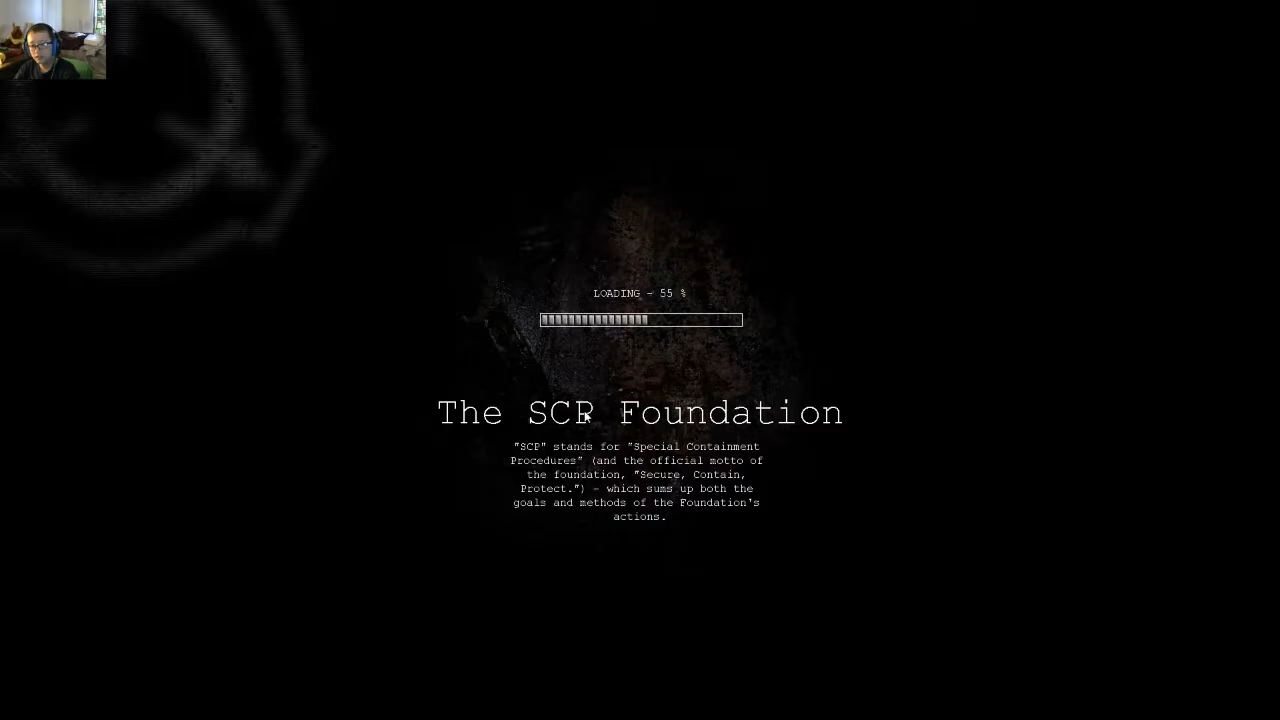 LOADING - 55 %
The SCP Foundation
"SCP" stands for "Special Containment
Procedures" (and the official motto of
the foundation, "Secure, Contain,
Protect.") - which sums up both the
goals and methods of the Foundation's
actions.